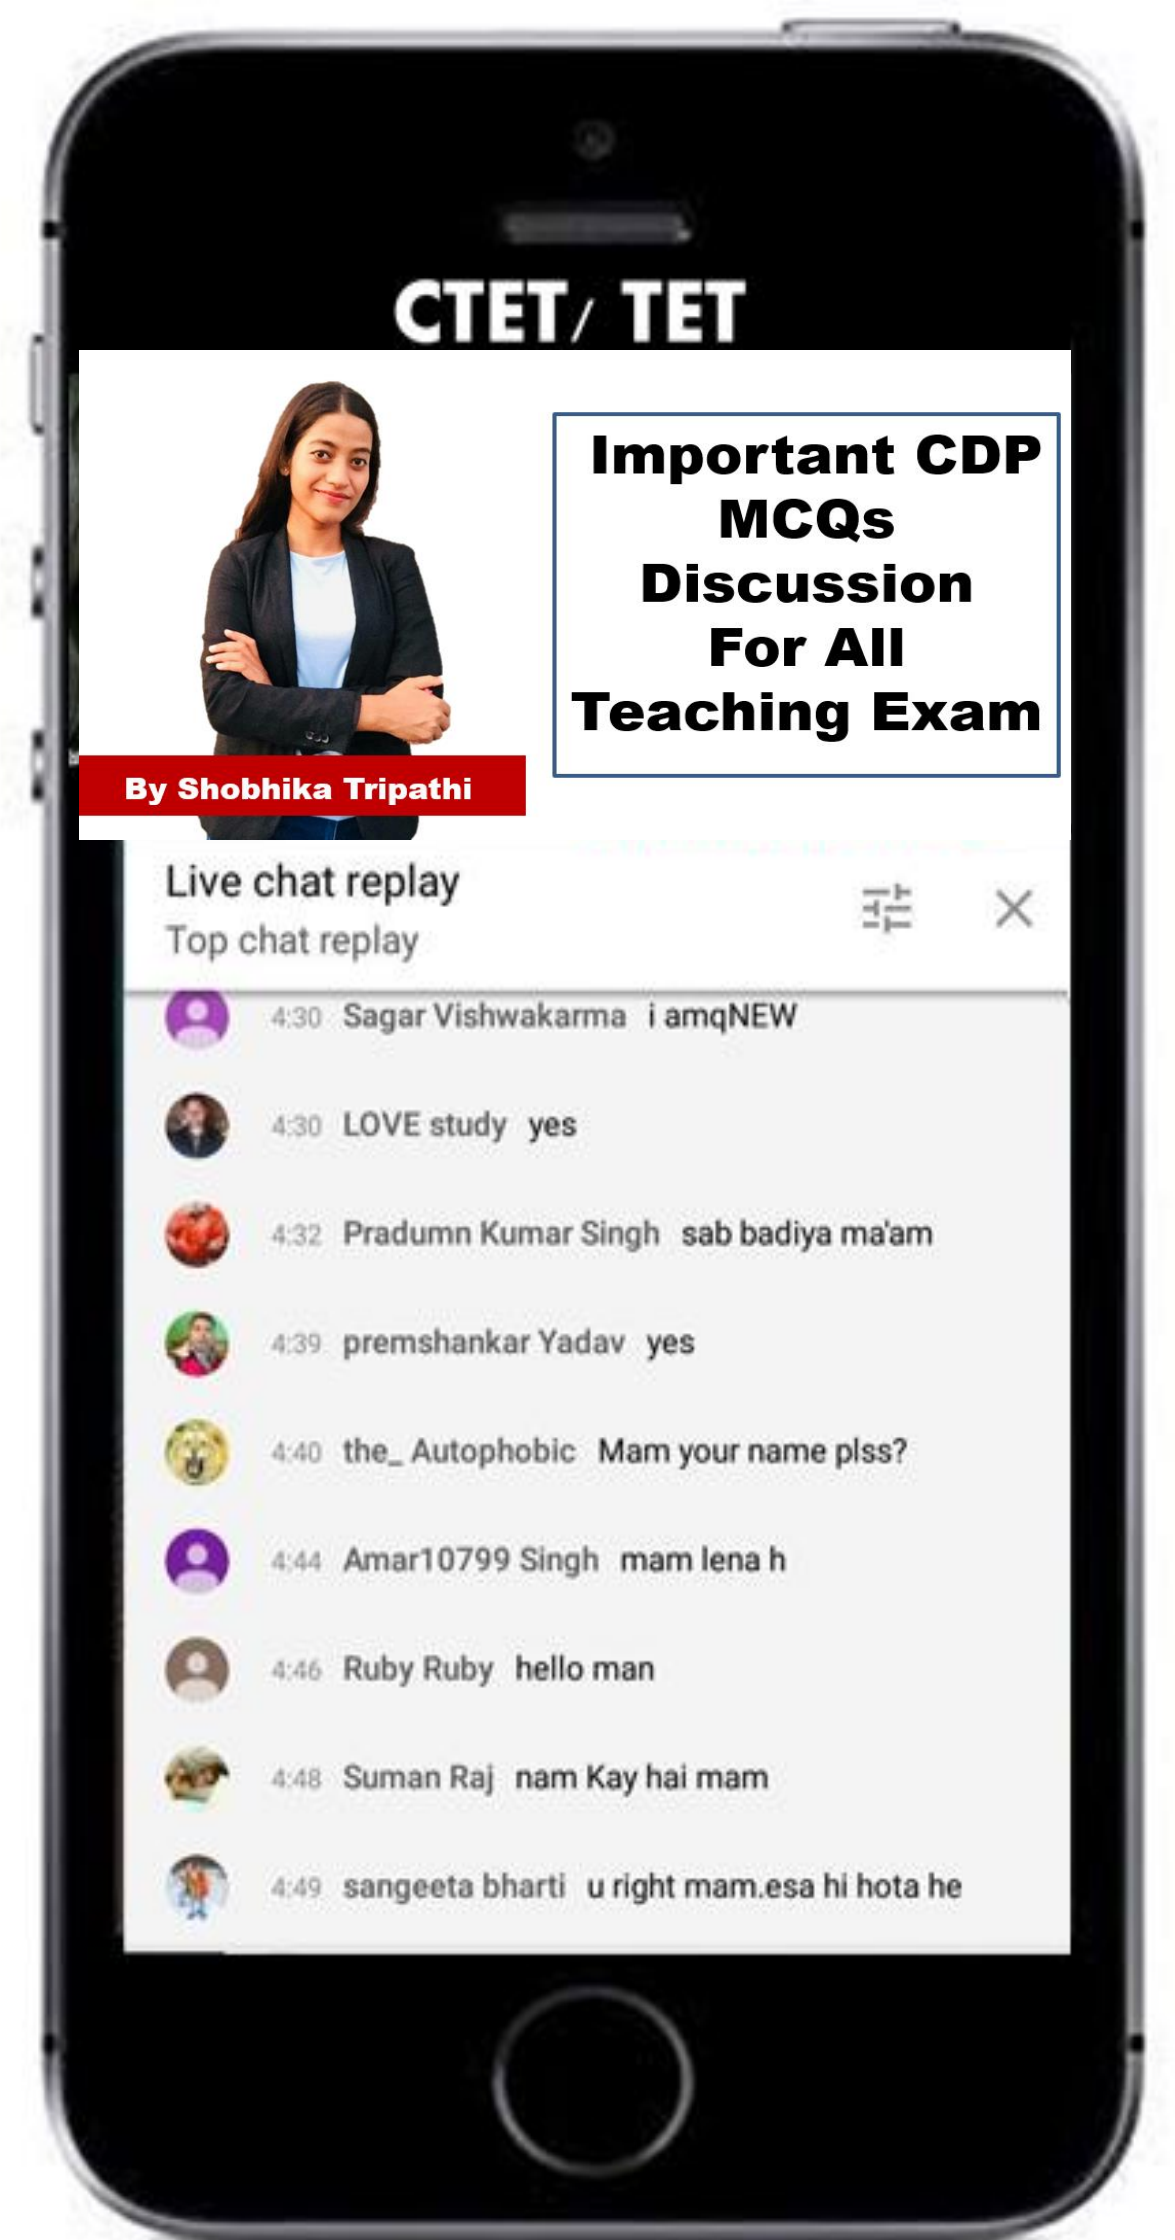 CTET/ TET
Important CDP
MCQs
Discussion
For All
Teaching Exam
By Shobhika Tripathi
Live chat replay
Top chat replay
4:30 Sagar Vishwakarma i amqNEW
4:30 LOVE study yes
4:32 Pradumn Kumar Singh sab badiya ma'am
4:39 premshankar Yadav yes
4:40 the_ Autophobic Mam your name plss?
4:44 Amar10799 Singh mam lena h
4:46 Ruby Ruby hello man
4:48 Suman Raj nam Kay hai mam
4:49 sangeeta bharti u right mam.esa hi hota he